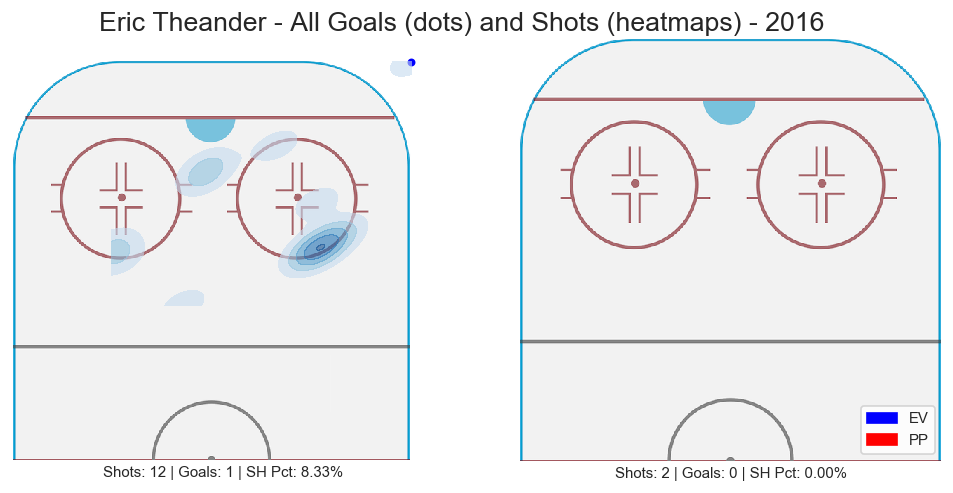 Eric Theander - All Goals (dots) and Shots (heatmaps) - 2016
EV
PP
Shots: 12 | Goals: 1 | SH Pct: 8.33%
Shots: 2 | Goals: 0 | SH Pct: 0.00%